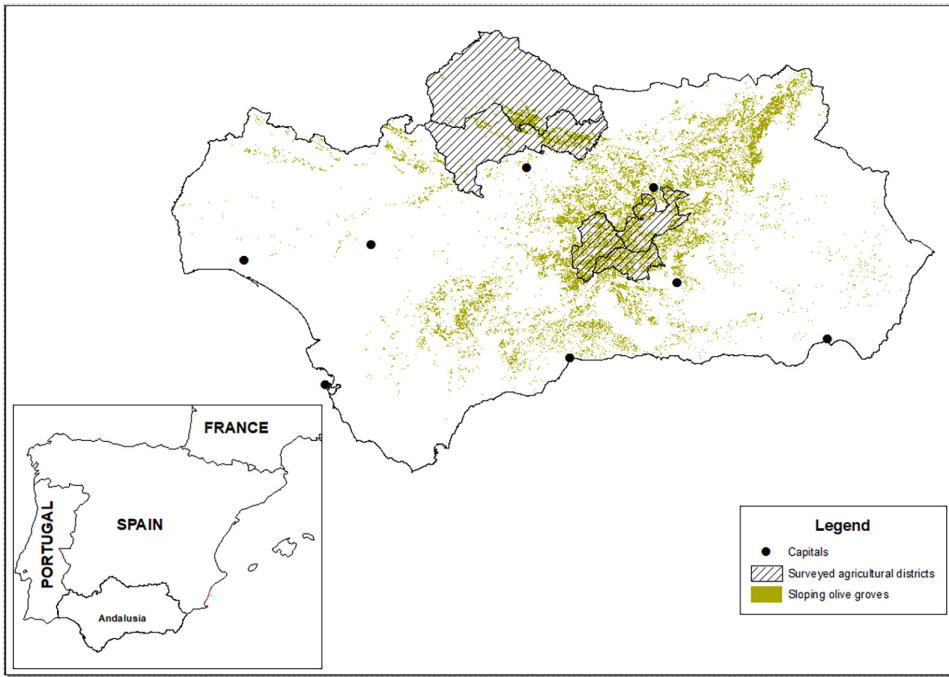 FRANCE
PORTUGAL
SPAIN
Andalusia
Legend
Capitals
Surveyed agricultural districts
Sloping olive groves